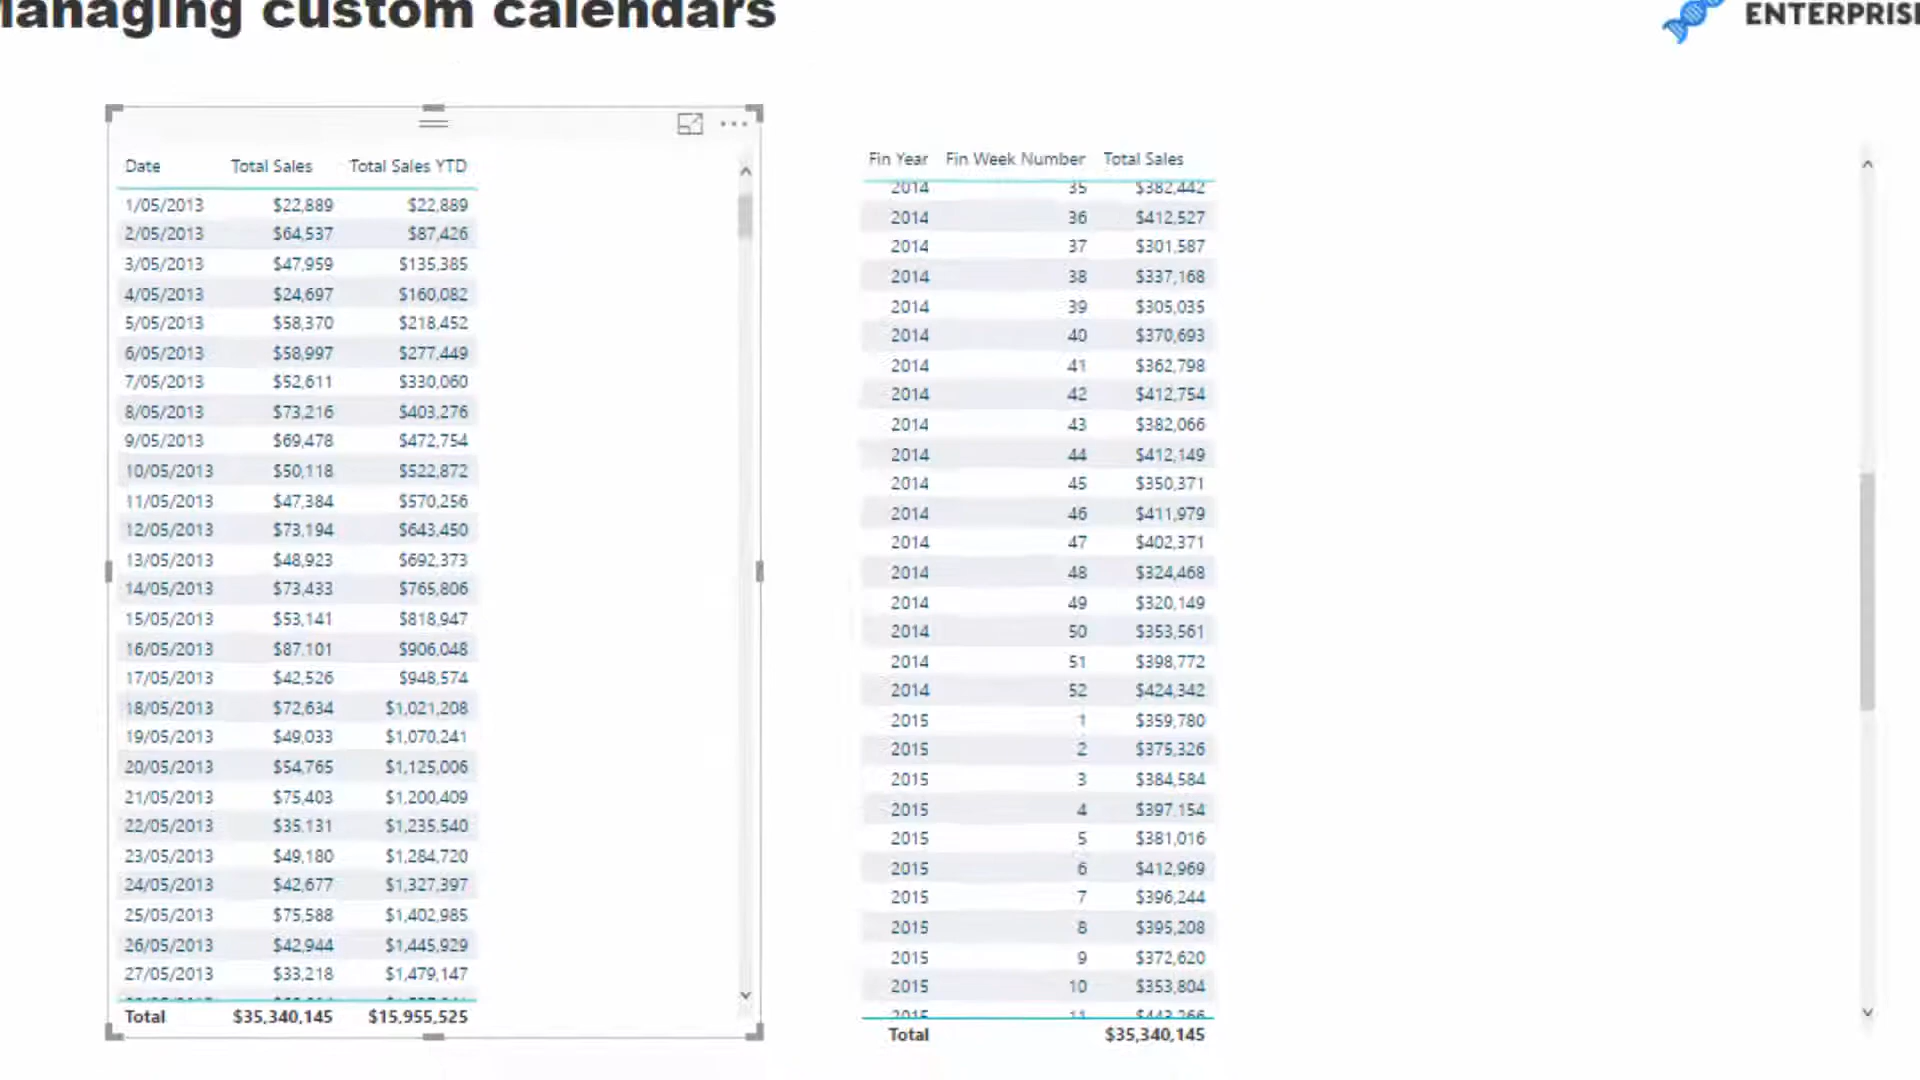 Managing custom calendars
ENTERPRIS
Date Total Sales Total Sales YTD
1/05/2013 $22,889 $22,889
2/05/2013 $64,537 $87,426
3/05/2013 $47,959 $135,385
4/05/2013 $24,697 $160,082
5/05/2013 $58,370 $218,452
6/05/2013 $58,997 $277,449
7/05/2013 $52,611 $330,060
8/05/2013 $73,216 $403,276
9/05/2013 $69,478 $472,754
10/05/2013 $50,118 $522,872
11/05/2013 $47,384 $570,256
12/05/2013 $73,194 $643,450
13/05/2013 $48,923 $692,373
14/05/2013 $73,433 $765,806
15/05/2013 $53,141 $818,947
16/05/2013 $87,101 $906,048
17/05/2013 $42,526 $948,574
18/05/2013 $72,634 $1,021,208
19/05/2013 $49,033 $1,070,241
20/05/2013 $54,765 $1,125,006
21/05/2013 $75,403 $1,200,409
22/05/2013 $35,131 $1,235,540
23/05/2013 $49,180 $1,284,720
24/05/2013 $42,677 $1,327,397
25/05/2013 $75,588 $1,402,985
26/05/2013 $42,944 $1,445,929
27/05/2013 $33,218 $1,479,147
Total $35,340,145 $15,955,525
Fin Year Fin Week Number Total Sales
2014 35 $382,442
2014 36 $412,527
2014 37 $301,587
2014 38 $337,168
2014 39 $305,035
2014 40 $370,693
2014 41 $362,798
2014 42 $412,754
2014 43 $382,066
2014 44 $412,149
2014 45 $350,371
2014 46 $411,979
2014 47 $402,371
2014 48 $324,468
2014 49 $320,149
2014 50 $353,561
2014 51 $398,772
2014 52 $424,342
2015 1 $359,780
2015 2 $375,326
2015 3 $384,584
2015 4 $397,154
2015 5 $381,016
2015 6 $412,969
2015 7 $396,244
2015 8 $395,208
2015 9 $372,620
2015 10 $353,804
2015 11 $443,266
Total $35,340,145